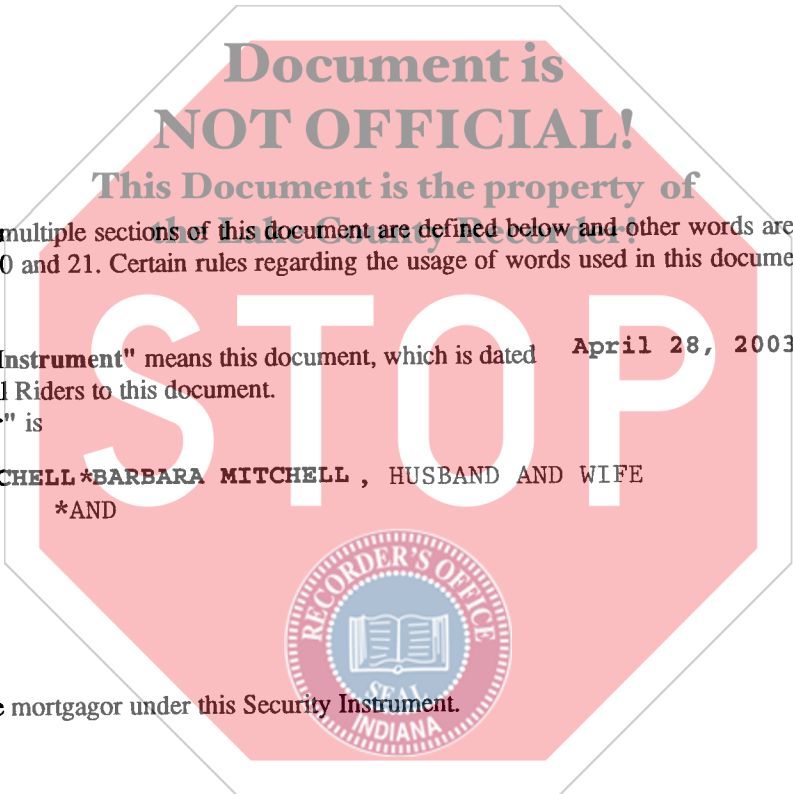 Document is
NOT OFFICIAL!
This Document is the property of
the Lake County Recorder!
multiple sections of this document are defined below and other words are
0 and 21. Certain rules regarding the usage of words used in this docume
Instrument" means this document, which is dated April 28, 2003
l Riders to this document.
" is
CHELL*BARBARA MITCHELL , HUSBAND AND WIFE
*AND
STOP
RECORDER'S OFFICE
SEAL
INDIANA
e mortgagor under this Security Instrument.